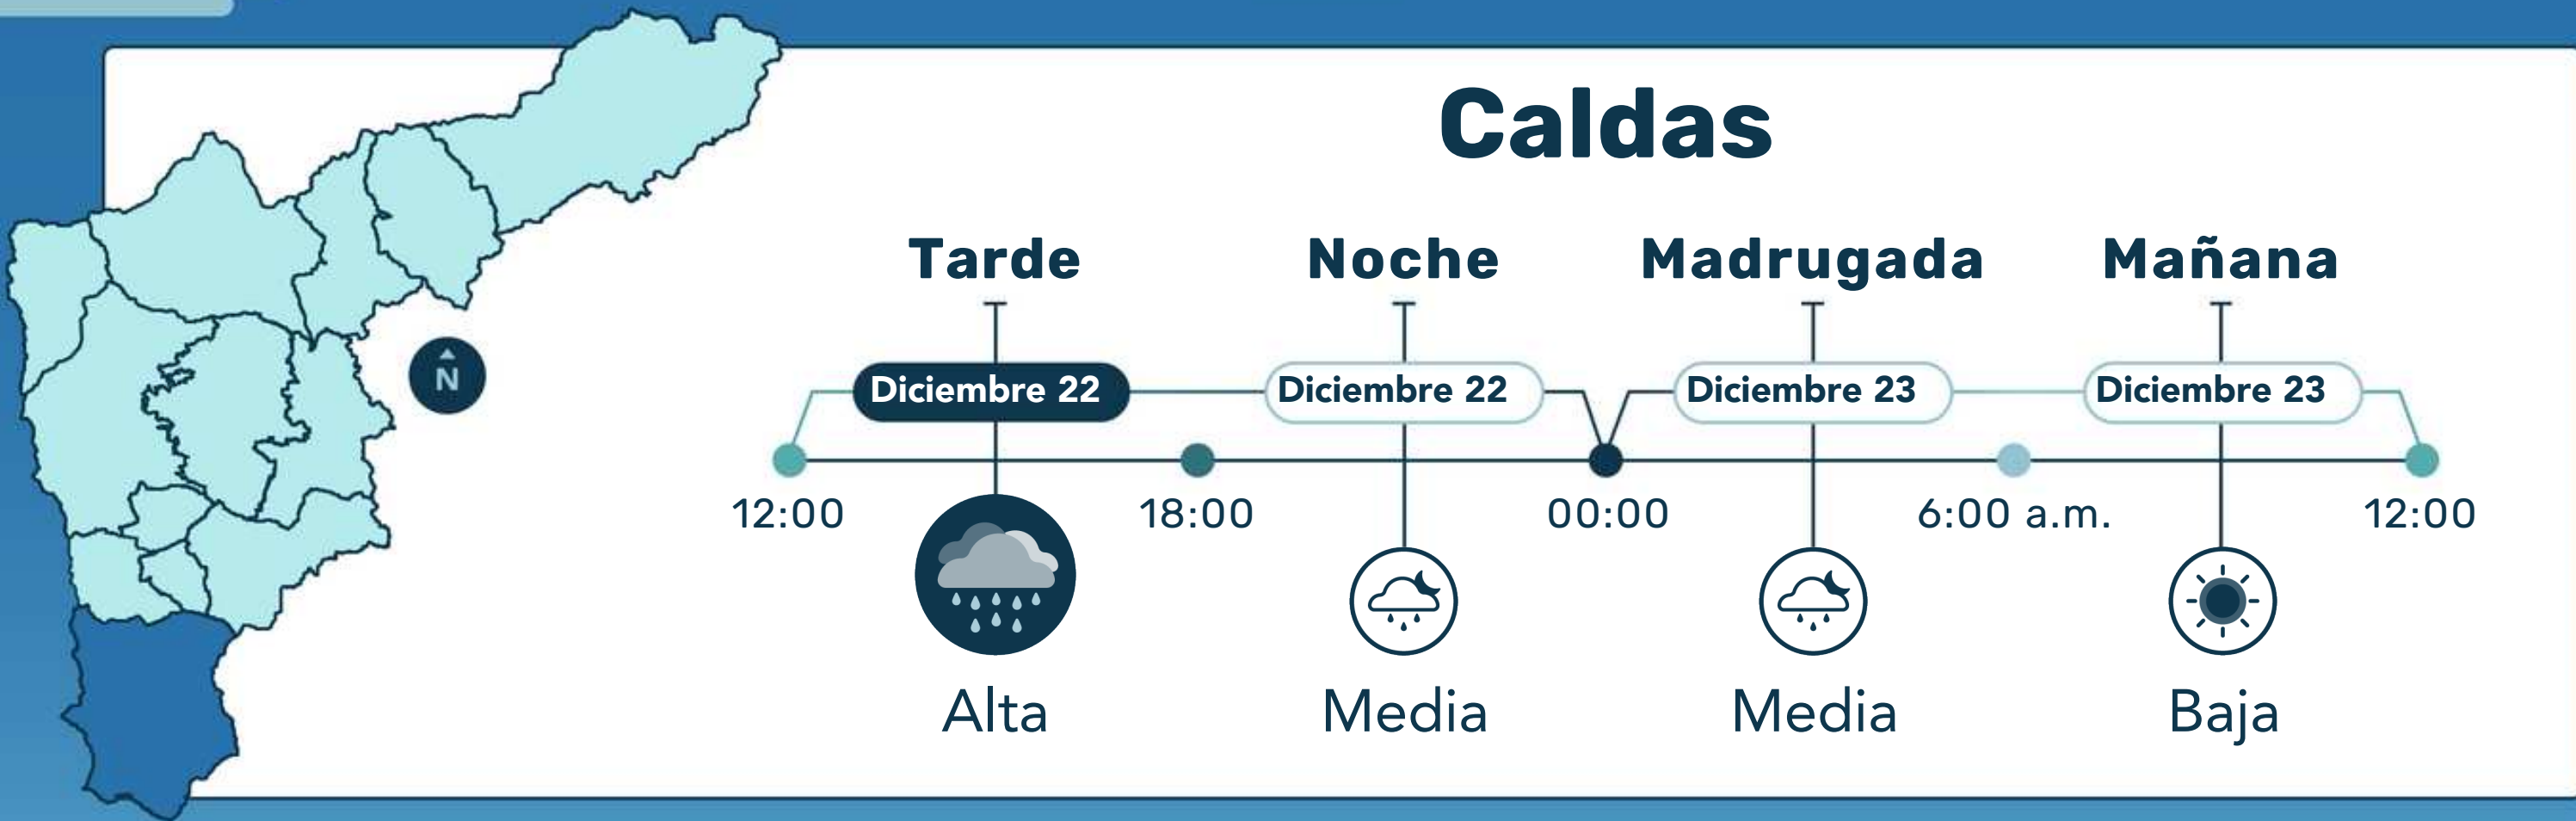 Caldas
Tarde Noche Madrugada Mañana
Diciembre 22 Diciembre 22 Diciembre 23 Diciembre 23
N
12:00 18:00 00:00 6:00 a.m. 12:00
Alta Media Media Baja